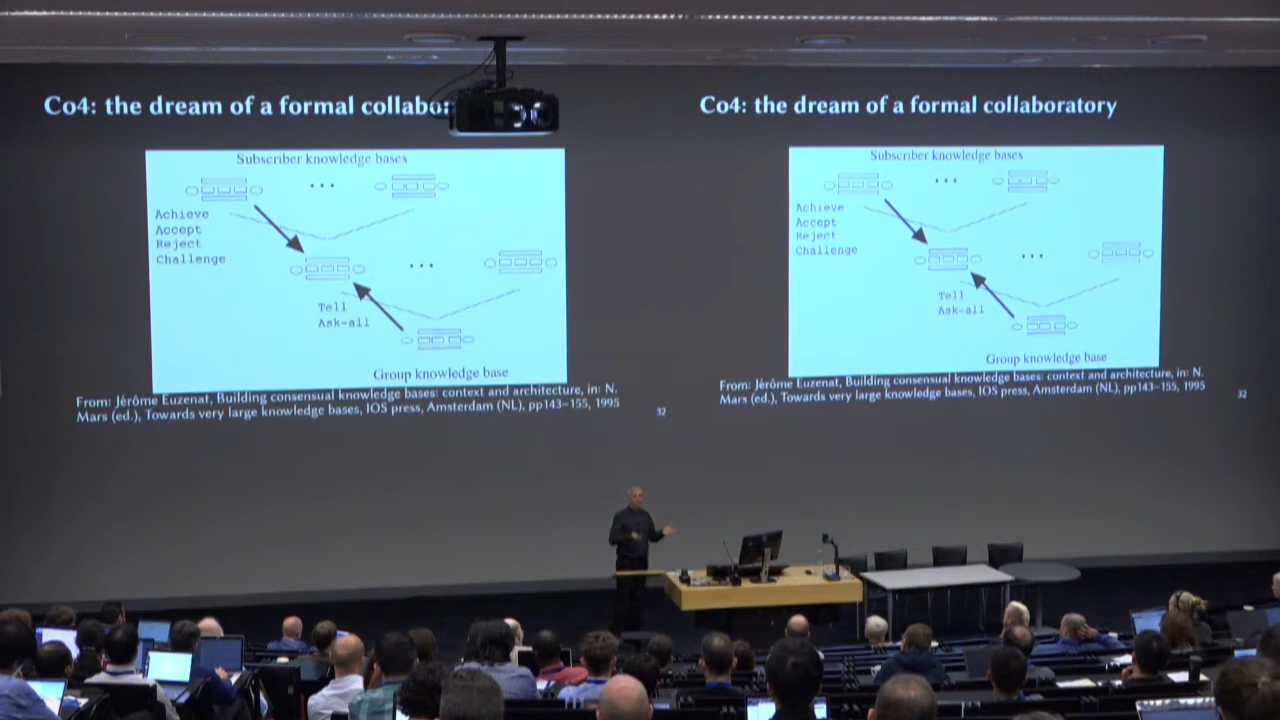 Co4: the dream of a formal collabor
Subscriber knowledge bases
Achieve
Accept
Reject
Challenge
Tell
Ask-all
Group knowledge base
From: Jérôme Euzenat, Building consensual knowledge bases: context and architecture, in: N.
Mars (ed.), Towards very large knowledge bases, IOS press, Amsterdam (NL), pp143–155, 1995
32
Co4: the dream of a formal collaboratory
Subscriber knowledge bases
Achieve
Accept
Reject
Challenge
Tell
Ask-all
Group knowledge base
From: Jérôme Euzenat, Building consensual knowledge bases: context and architecture, in: N.
Mars (ed.), Towards very large knowledge bases, IOS press, Amsterdam (NL), pp143–155, 1995
32